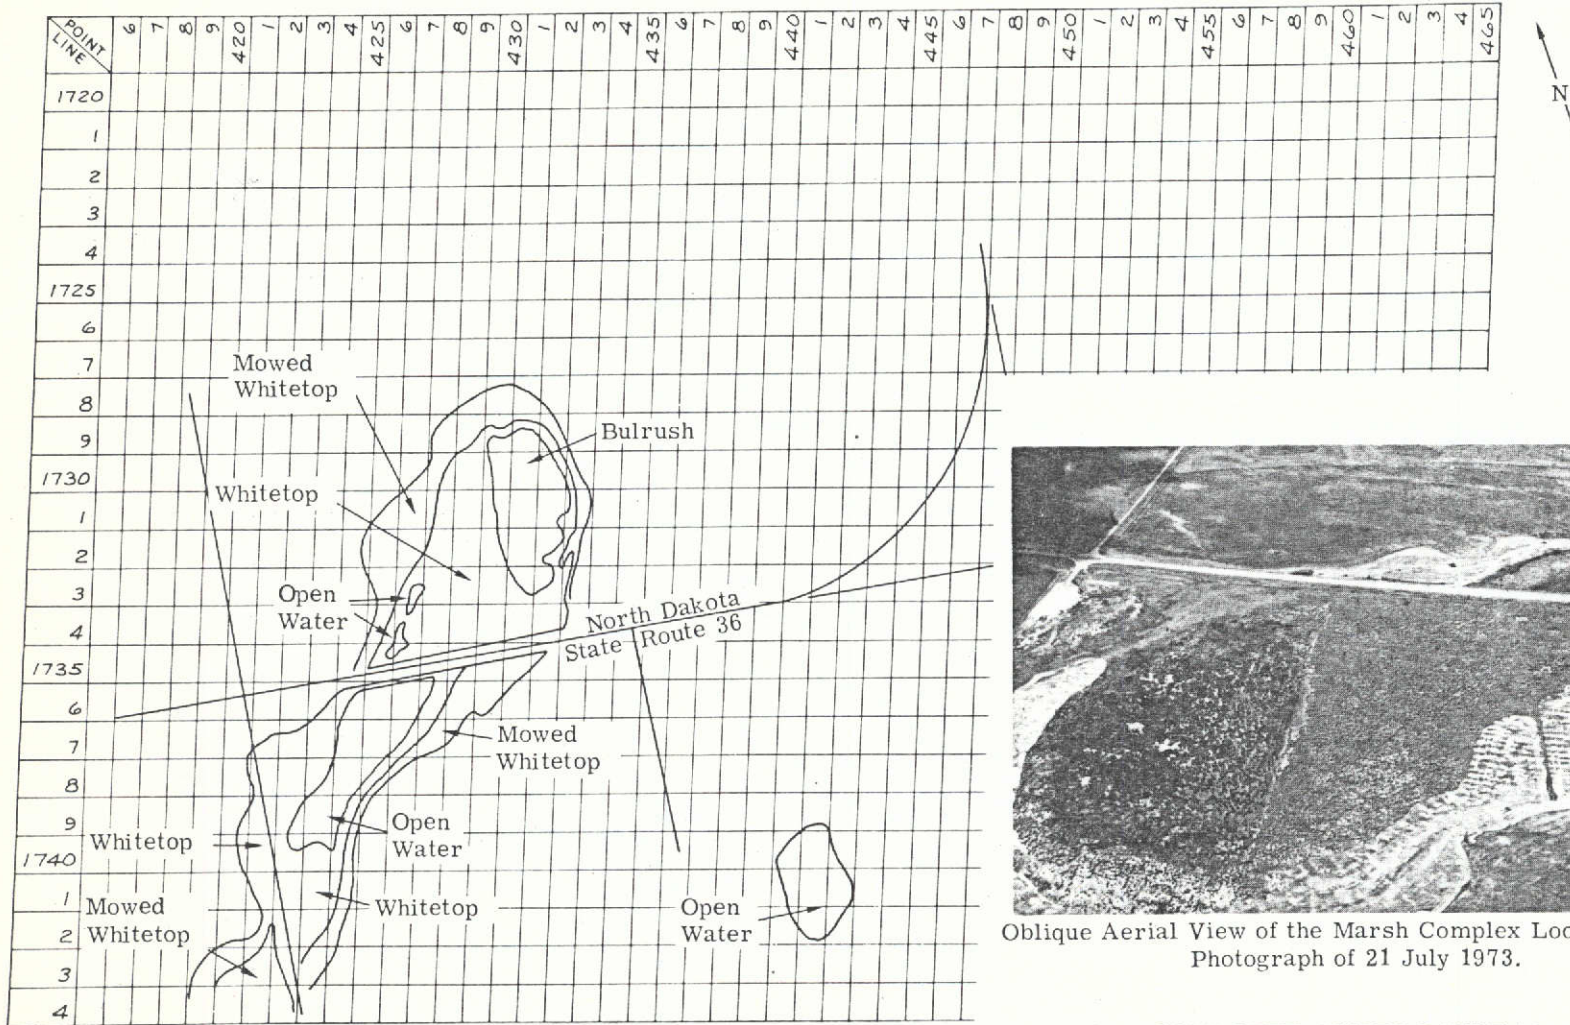 POINT
LINE
6 7 8 9 420 1 2 3 4 425 6 7 8 9 430 1 2 3 4 435 6 7 8 9 440 1 2 3 4 445 6 7 8 9 450 1 2 3 4 455 6 7 8 9 460 1 2 3 4 465
N
1720
1
2
3
4
1725
6
7
8
9
1730
1
2
3
4
1735
6
7
8
9
1740
1
2
3
4
Mowed
Whitetop
Bulrush
Whitetop
Open
Water
North Dakota
State Route 36
Mowed
Whitetop
Open
Water
Whitetop
Whitetop
Mowed
Whitetop
Open
Water
Oblique Aerial View of the Marsh Complex
Photograph of 21 July 1973.